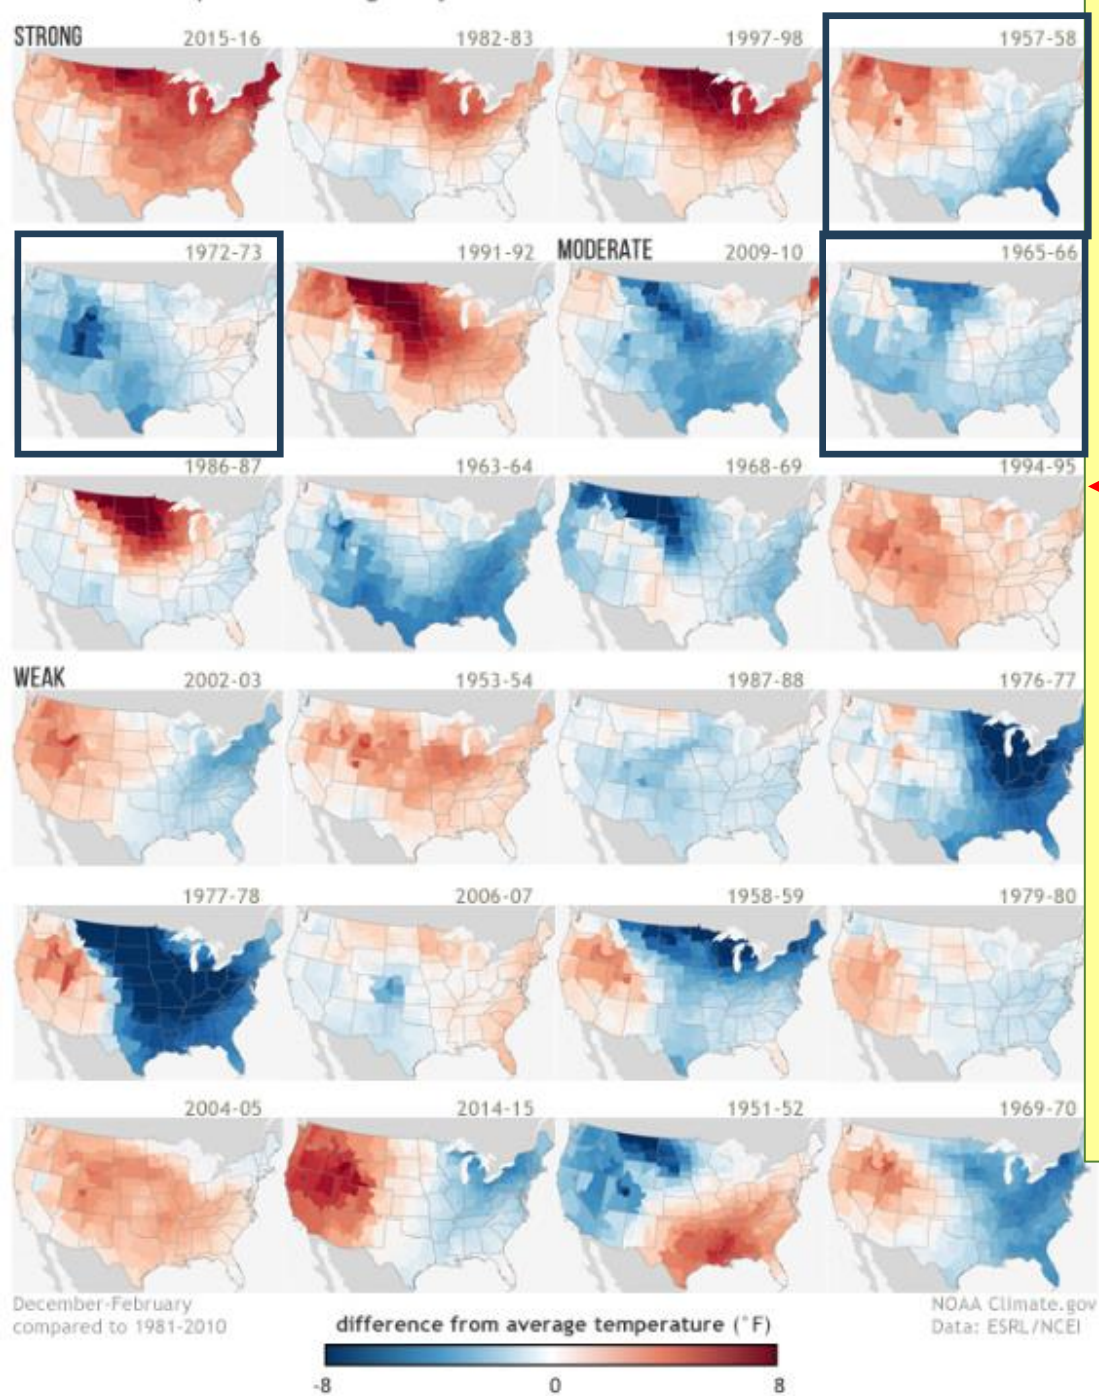 STRONG 2015-16 1982-83 1997-98 1957-58
1972-73 1991-92 MODERATE 2009-10 1965-66
1986-87 1963-64 1968-69 1994-95
WEAK 2002-03 1953-54 1987-88 1976-77
1977-78 2006-07 1958-59 1979-80
2004-05 2014-15 1951-52 1969-70
December-February
compared to 1981-2010
difference from average temperature (°F)
NOAA Climate.gov
Data: ESRL/NCEI
-8 0 8